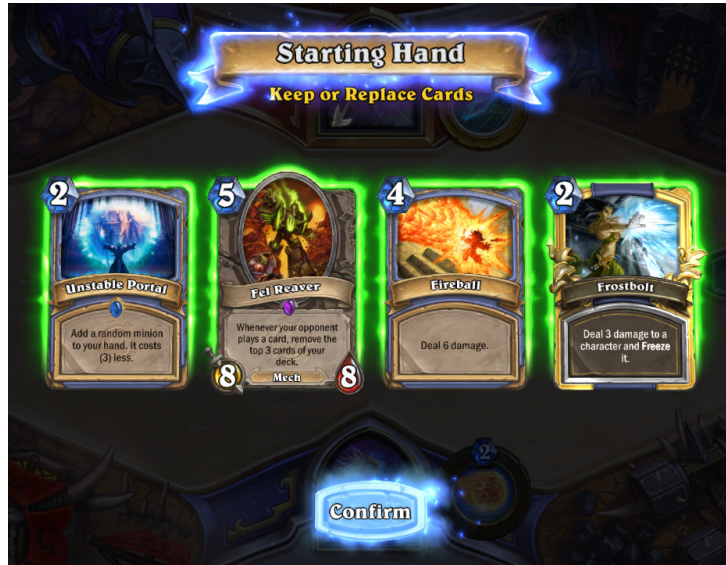 Starting Hand
Keep or Replace Cards
2
5
4
2
Unstable Portal
Fel Reaver
Fireball
Frostbolt
Add a random minion
to your hand. It costs
(3) less.
Whenever your opponent
plays a card, remove the
top 3 cards of your
deck.
Deal 6 damage.
Deal 3 damage to a
character and Freeze
it.
8
Mech
8
2
Confirm